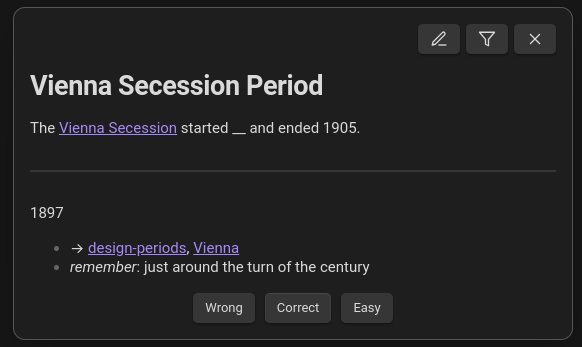 Vienna Secession Period
The Vienna Secession started __ and ended 1905.
1897
→ design-periods, Vienna
remember: just around the turn of the century
Wrong Correct Easy